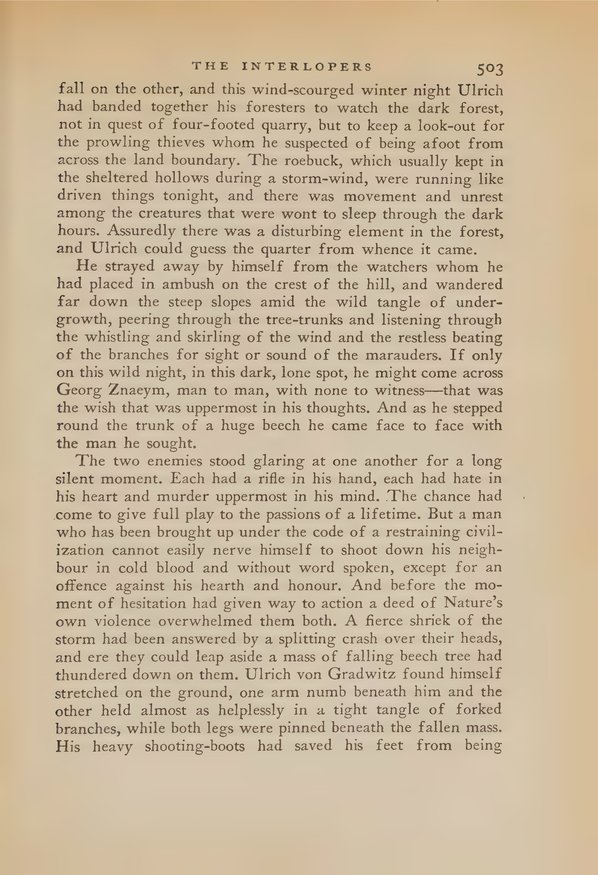 THE INTERLOPERS 503
fall on the other, and this wind-scourged winter night Ulrich
had banded together his foresters to watch the dark forest,
not in quest of four-footed quarry, but to keep a look-out for
the prowling thieves whom he suspected of being afoot from
across the land boundary. The roebuck, which usually kept in
the sheltered hollows during a storm-wind, were running like
driven things tonight, and there was movement and unrest
among the creatures that were wont to sleep through the dark
hours. Assuredly there was a disturbing element in the forest,
and Ulrich could guess the quarter from whence it came.
He strayed away by himself from the watchers whom he
had placed in ambush on the crest of the hill, and wandered
far down the steep slopes amid the wild tangle of under-
growth, peering through the tree-trunks and listening through
the whistling and skirling of the wind and the restless beating
of the branches for sight or sound of the marauders. If only
on this wild night, in this dark, lone spot, he might come across
Georg Znaeym, man to man, with none to witness—that was
the wish that was uppermost in his thoughts. And as he stepped
round the trunk of a huge beech he came face to face with
the man he sought.
The two enemies stood glaring at one another for a long
silent moment. Each had a rifle in his hand, each had hate in
his heart and murder uppermost in his mind. The chance had
come to give full play to the passions of a lifetime. But a man
who has been brought up under the code of a restraining civil-
ization cannot easily nerve himself to shoot down his neigh-
bour in cold blood and without word spoken, except for an
offence against his hearth and honour. And before the mo-
ment of hesitation had given way to action a deed of Nature's
own violence overwhelmed them both. A fierce shriek of the
storm had been answered by a splitting crash over their heads,
and ere they could leap aside a mass of falling beech tree had
thundered down on them. Ulrich von Gradwitz found himself
stretched on the ground, one arm numb beneath him and the
other held almost as helplessly in a tight tangle of forked
branches, while both legs were pinned beneath the fallen mass.
His heavy shooting-boots had saved his feet from being